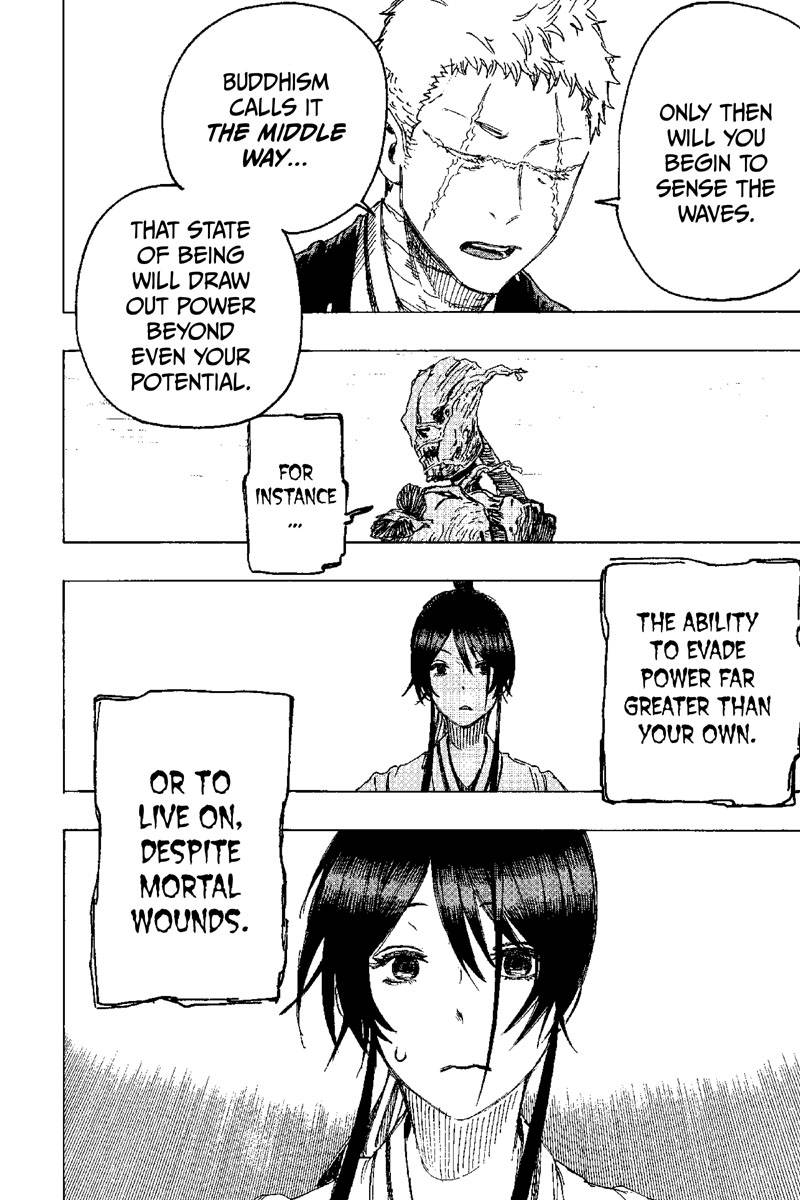 ONLY THEN
WILL YOU
BEGIN TO
SENSE THE
WAVES.
BUDDHISM
CALLS IT
THE MIDDLE
WAY...
THAT STATE
OF BEING
WILL DRAW
OUT POWER
BEYOND
EVEN YOUR
POTENTIAL.
FOR
INSTANCE
...
THE ABILITY
TO EVADE
POWER FAR
GREATER THAN
YOUR OWN.
OR TO
LIVE ON,
DESPITE
MORTAL
WOUNDS.